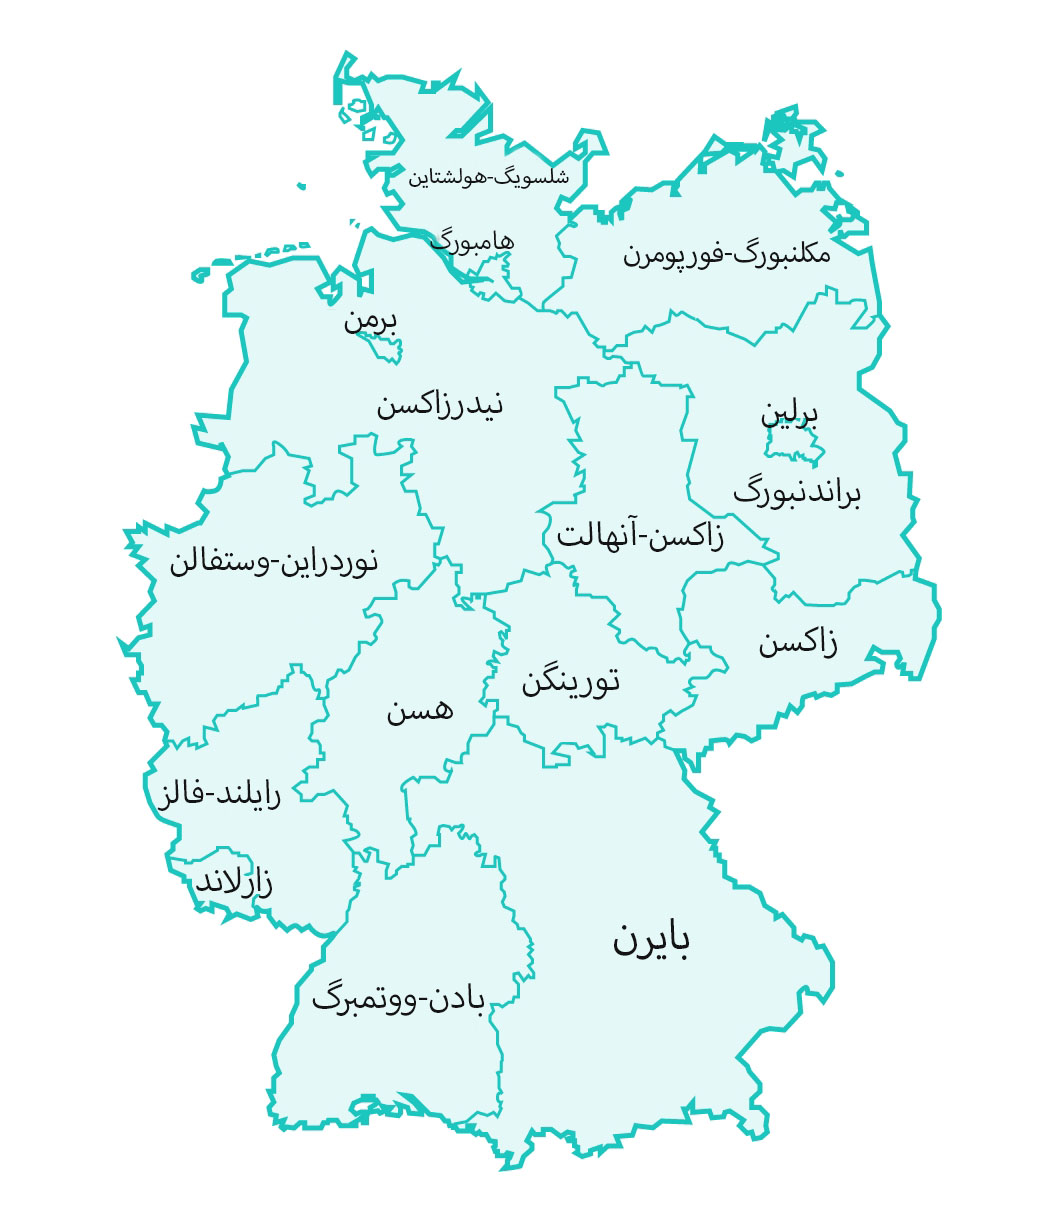 شلسویگ-هولشتاین
هامبورگ
مکلنبورگ-فورپومرن
برمن
نیدرزاکسن
برلین
براندنبورگ
زاکسن-آنهالت
نوردراین-وستفالن
زاکسن
تورینگن
هسن
رایلند-فالز
زارلاند
بایرن
بادن-ووتمبرگ